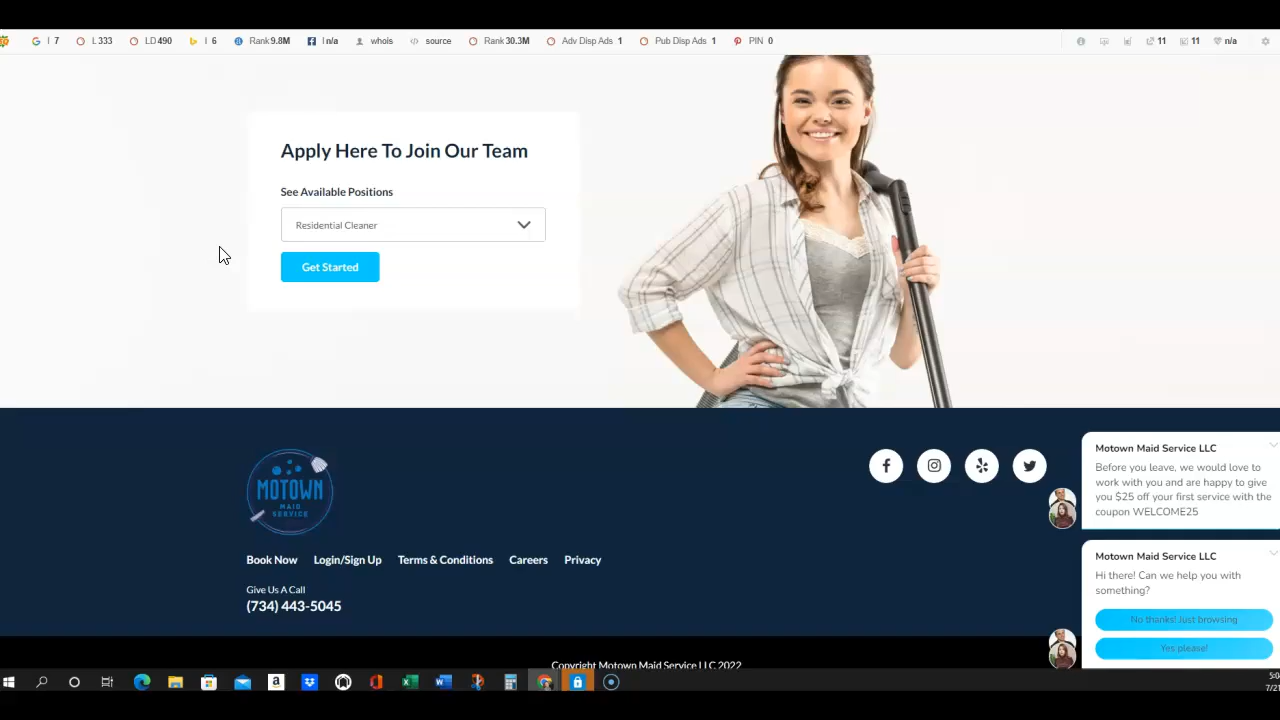 I 7 L 333 LD 490 I 6 Rank 9.8M I n/a whois source Rank 30.3M Adv Disp Ads 1 Pub Disp Ads 1 PIN 0 11 11 n/a
Apply Here To Join Our Team
See Available Positions
Residential Cleaner
Get Started
MOTOWN
MAID
SERVICE
Book Now Login/Sign Up Terms & Conditions Careers Privacy
Give Us A Call
(734) 443-5045
Motown Maid Service LLC
Before you leave, we would love to
work with you and are happy to give
you $25 off your first service with the
coupon WELCOME25
Motown Maid Service LLC
Hi there! Can we help you with
something?
No thanks! Just browsing
Yes please!
Copyright Motown Maid Service LLC 2022